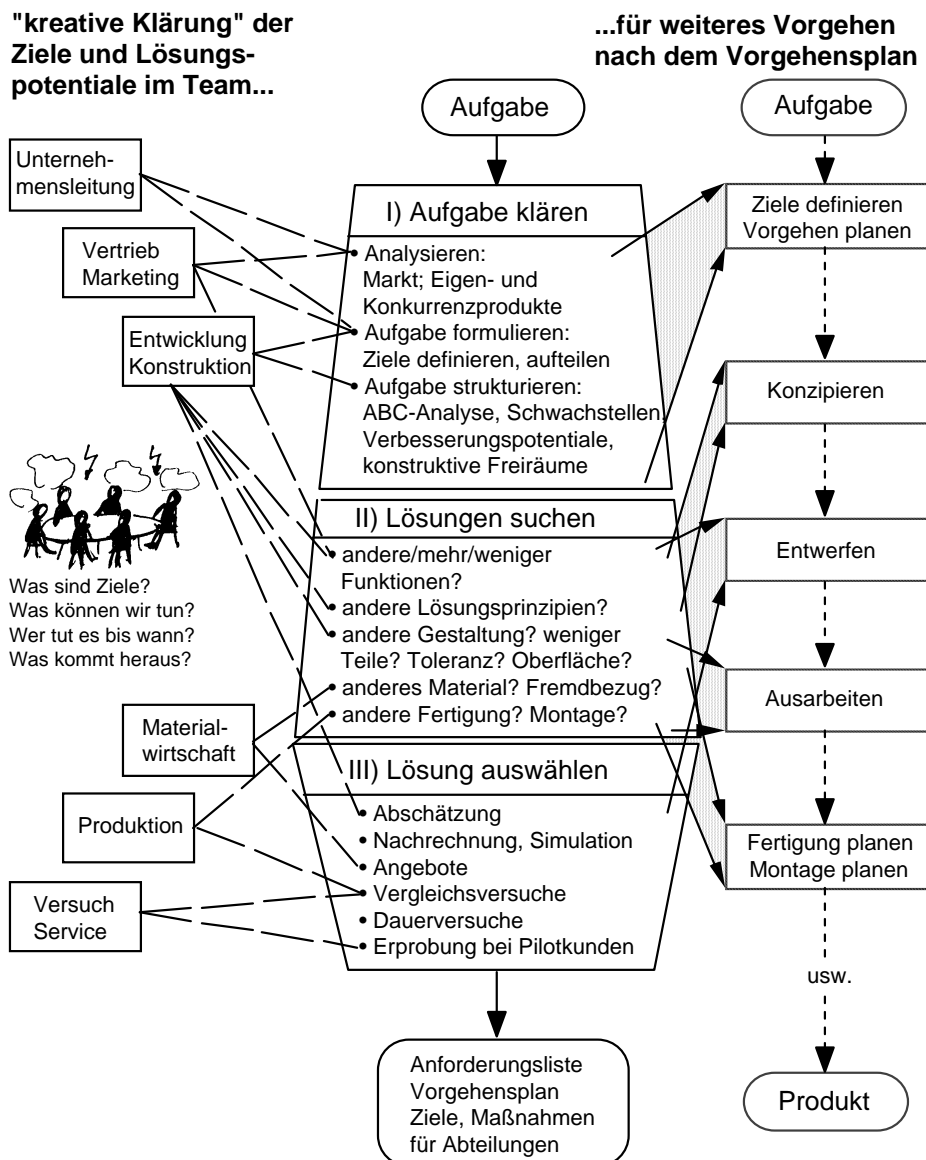 "kreative Klärung" der
Ziele und Lösungs-
potentiale im Team...
...für weiteres Vorgehen
nach dem Vorgehensplan
Unterneh-
mensleitung
Vertrieb
Marketing
Entwicklung
Konstruktion
Was sind Ziele?
Was können wir tun?
Wer tut es bis wann?
Was kommt heraus?
Material-
wirtschaft
Produktion
Versuch
Service
Aufgabe
I) Aufgabe klären
• Analysieren:
Markt; Eigen- und
Konkurrenzprodukte
• Aufgabe formulieren:
Ziele definieren, aufteilen
• Aufgabe strukturieren:
ABC-Analyse, Schwachstellen,
Verbesserungspotentiale,
konstruktive Freiräume
II) Lösungen suchen
• andere/mehr/weniger
Funktionen?
• andere Lösungsprinzipien?
• andere Gestaltung? weniger
Teile? Toleranz? Oberfläche?
• anderes Material? Fremdbezug?
• andere Fertigung? Montage?
III) Lösung auswählen
• Abschätzung
• Nachrechnung, Simulation
• Angebote
• Vergleichsversuche
• Dauerversuche
• Erprobung bei Pilotkunden
Anforderungsliste
Vorgehensplan
Ziele, Maßnahmen
für Abteilungen
Aufgabe
Ziele definieren
Vorgehen planen
Konzipieren
Entwerfen
Ausarbeiten
Fertigung planen
Montage planen
usw.
Produkt